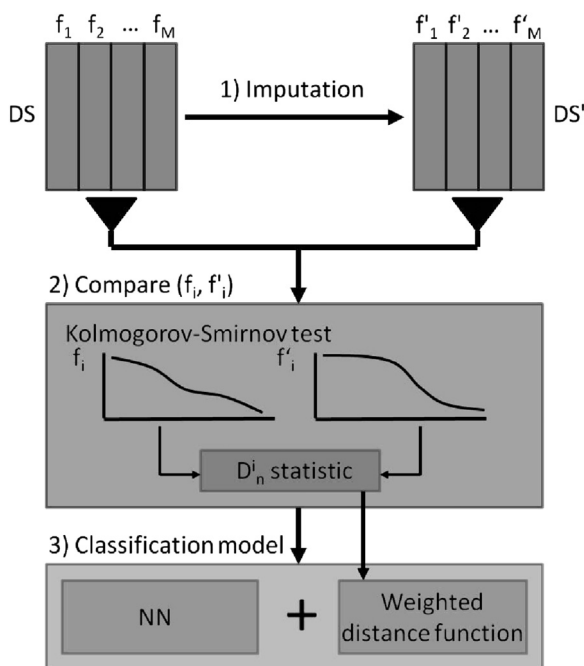 f1 f2 ... fM
f'1 f'2 ... f‘M
DS
1) Imputation
DS'
2) Compare (fi, f'i)
Kolmogorov-Smirnov test
fi
f‘i
Din statistic
3) Classification model
NN
+
Weighted
distance function